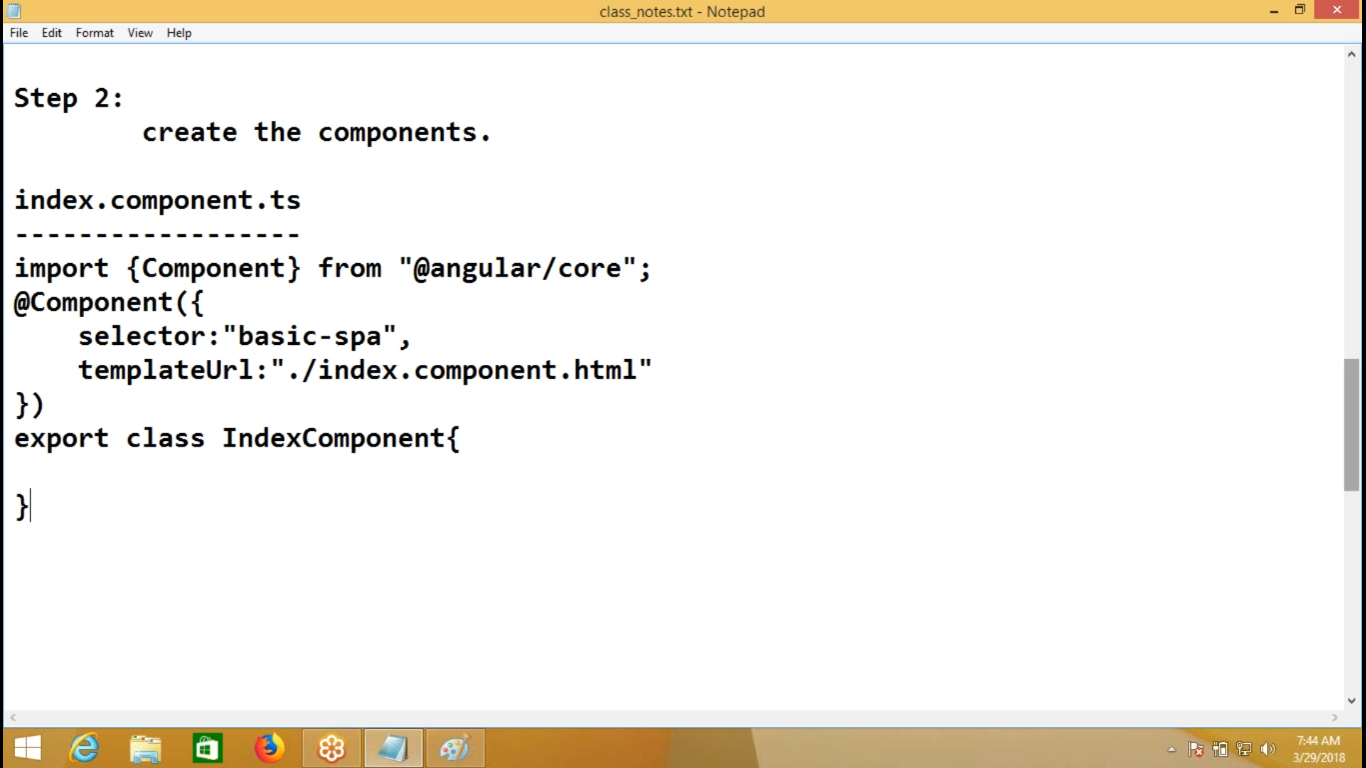 class_notes.txt - Notepad
File Edit Format View Help
Step 2:
create the components.
index.component.ts
------------------
import {Component} from "@angular/core";
@Component({
selector:"basic-spa",
templateUrl:"./index.component.html"
})
export class IndexComponent{
}
7:44 AM
3/29/2018